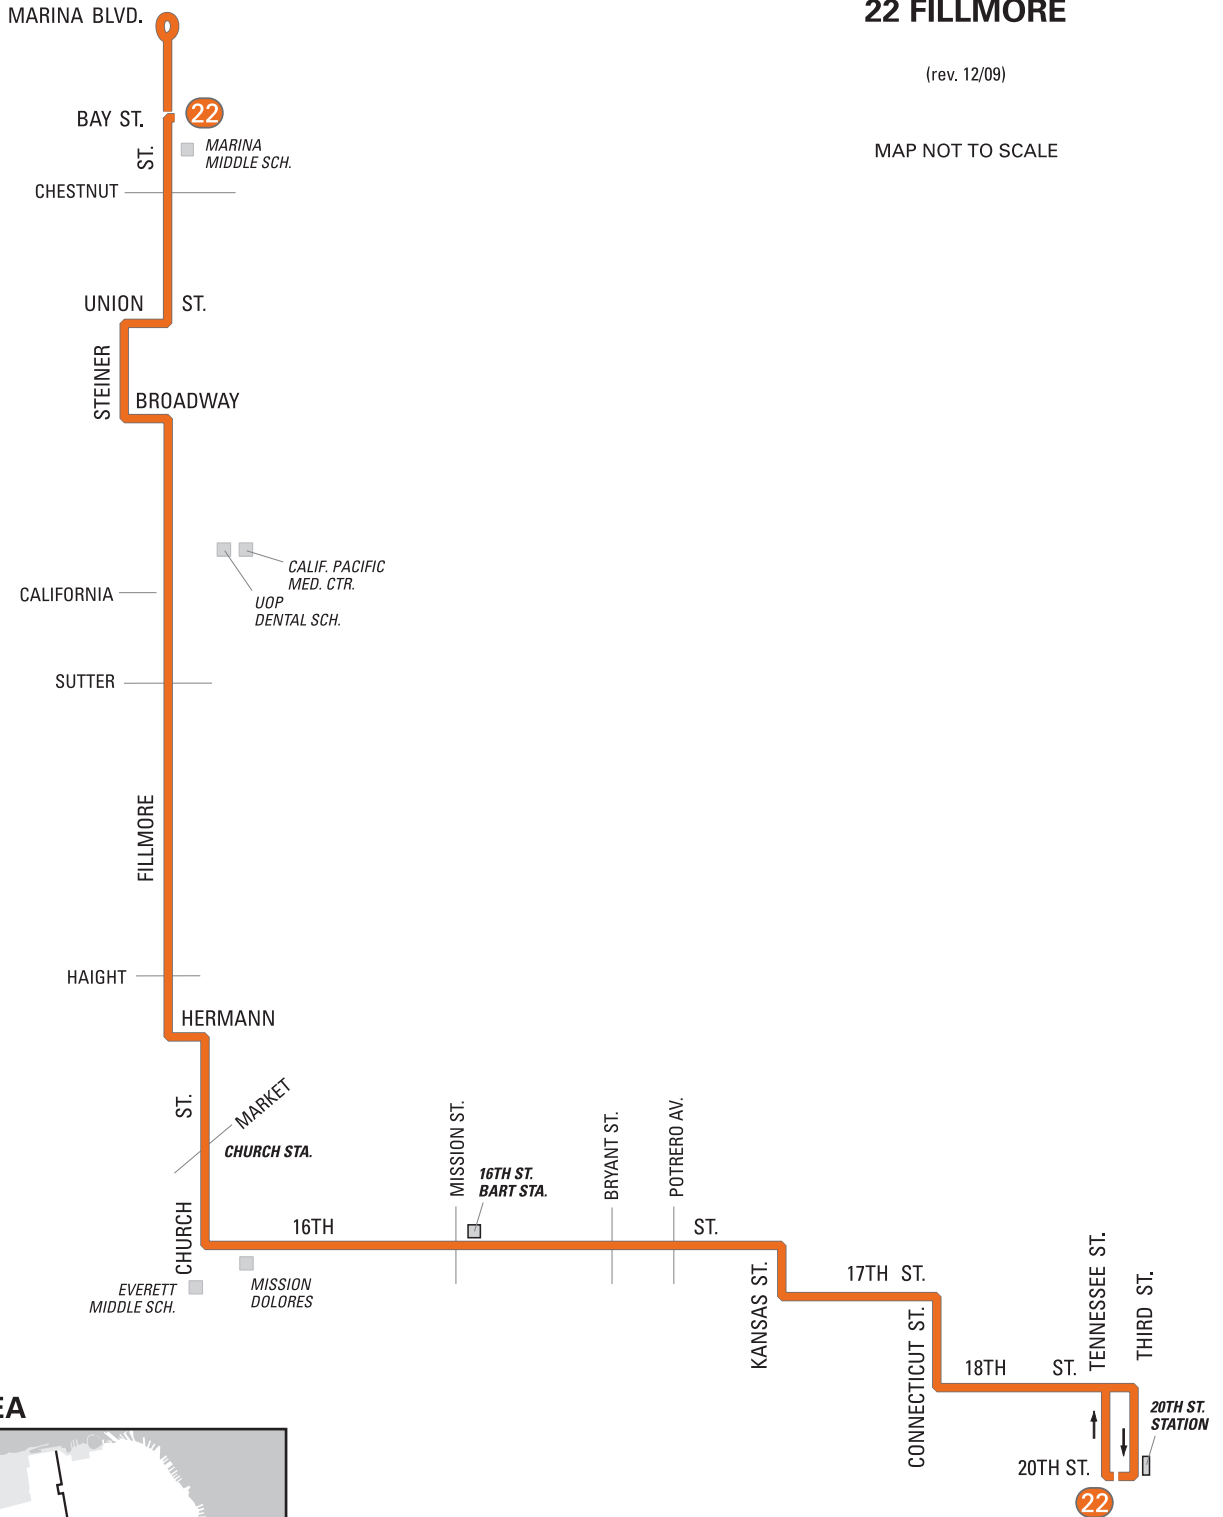 22 FILLMORE
(rev. 12/09)
MAP NOT TO SCALE
MARINA BLVD.
BAY ST.
22
ST.
MARINA
MIDDLE SCH.
CHESTNUT
UNION ST.
STEINER
BROADWAY
CALIF. PACIFIC
MED. CTR.
CALIFORNIA
UOP
DENTAL SCH.
SUTTER
FILLMORE
HAIGHT
HERMANN
ST.
MARKET
CHURCH STA.
MISSION ST.
16TH ST.
BART STA.
BRYANT ST.
POTRERO AV.
CHURCH
16TH
ST.
EVERETT
MIDDLE SCH.
MISSION
DOLORES
KANSAS ST.
17TH ST.
CONNECTICUT ST.
TENNESSEE ST.
THIRD ST.
18TH ST.
20TH ST.
STATION
20TH ST.
22